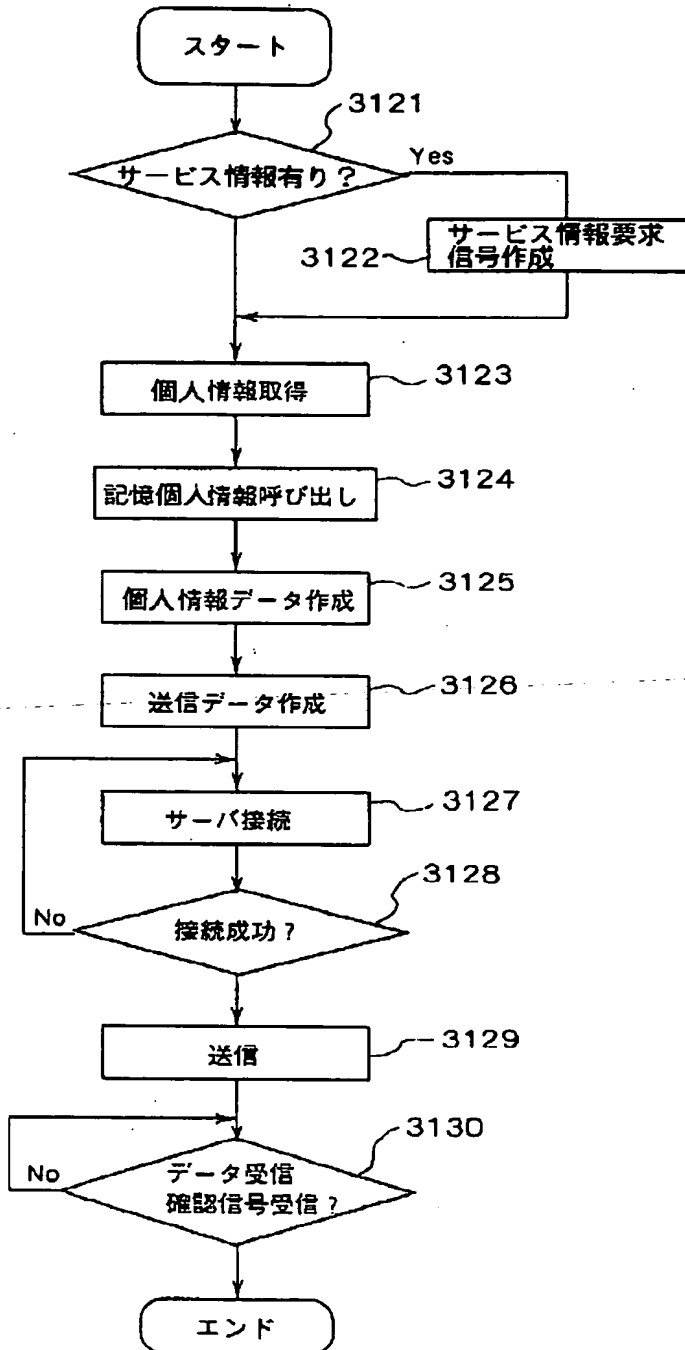 スタート
3121
サービス情報有り?
Yes
3122
サービス情報要求
信号作成
個人情報取得
3123
記憶個人情報呼び出し
3124
個人情報データ作成
3125
送信データ作成
3126
サーバ接続
3127
3128
No
接続成功?
送信
3129
3130
No
データ受信
確認信号受信?
エンド